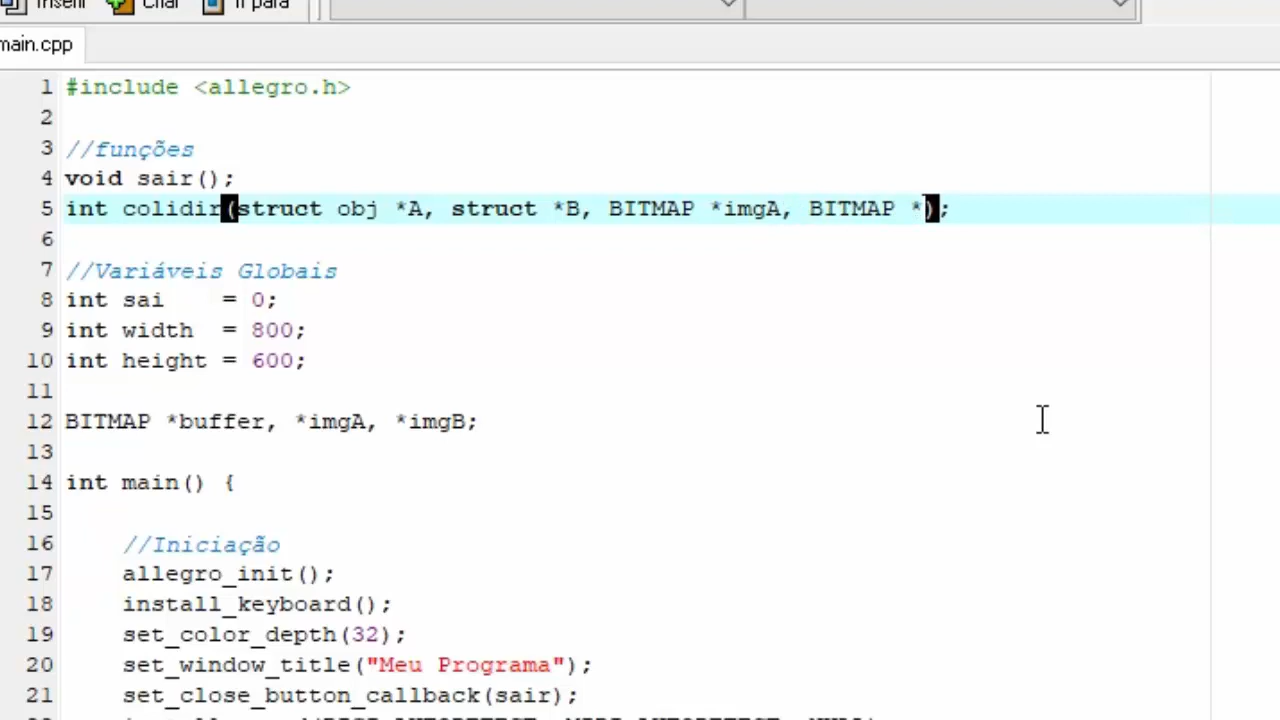 Inserir Criar Ir para
main.cpp
1 #include <allegro.h>
2
3 //funções
4 void sair();
5 int colidir(struct obj *A, struct *B, BITMAP *imgA, BITMAP *);
6
7 //Variáveis Globais
8 int sai    = 0;
9 int width  = 800;
10 int height = 600;
11
12 BITMAP *buffer, *imgA, *imgB;
13
14 int main() {
15
16     //Iniciação
17     allegro_init();
18     install_keyboard();
19     set_color_depth(32);
20     set_window_title("Meu Programa");
21     set_close_button_callback(sair);